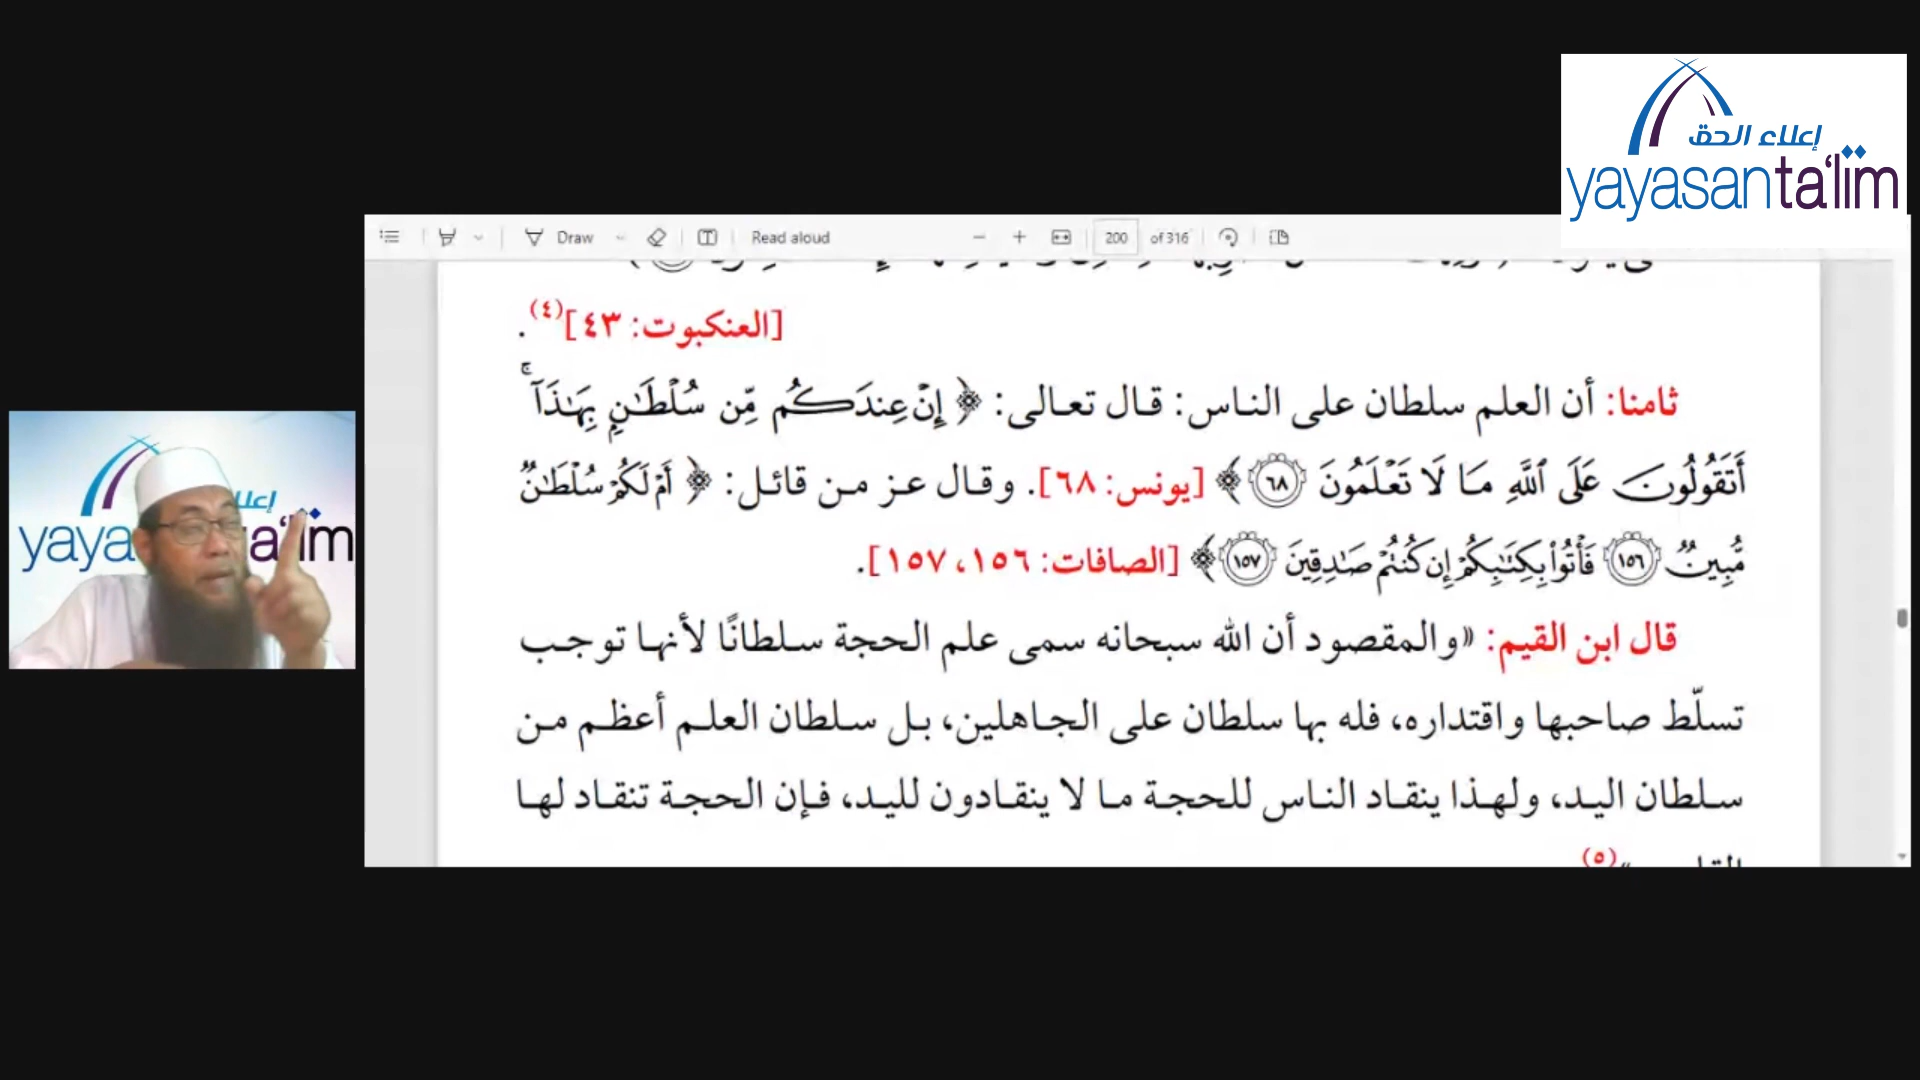 إعلاء الحق
yayasanta'lim
Draw
Read aloud
200 of 316
[العنكبوت: ٤٣](٤).
ثامنا: أن العلم سلطان على الناس: قال تعالى: ﴿ إِنْ عِندَكُم مِّن سُلْطَٰنٍۭ بِهَٰذَآ ۚ
أَتَقُولُونَ عَلَى ٱللَّهِ مَا لَا تَعْلَمُونَ ٦٨ ﴾ [يونس: ٦٨]. وقال عز من قائل: ﴿ أَمْ لَكُمْ سُلْطَٰنٌ
مُّبِينٌ ١٥٦ فَأْتُوا۟ بِكِتَٰبِكُمْ إِن كُنتُمْ صَٰدِقِينَ ١٥٧ ﴾ [الصافات: ١٥٦، ١٥٧].
قال ابن القيم: «والمقصود أن الله سبحانه سمى علم الحجة سلطانًا لأنها توجب
تسلّط صاحبها واقتداره، فله بها سلطان على الجاهلين، بل سلطان العلم أعظم من
سلطان اليد، ولهذا ينقاد الناس للحجة ما لا ينقادون لليد، فإن الحجة تنقاد لها
(٥)